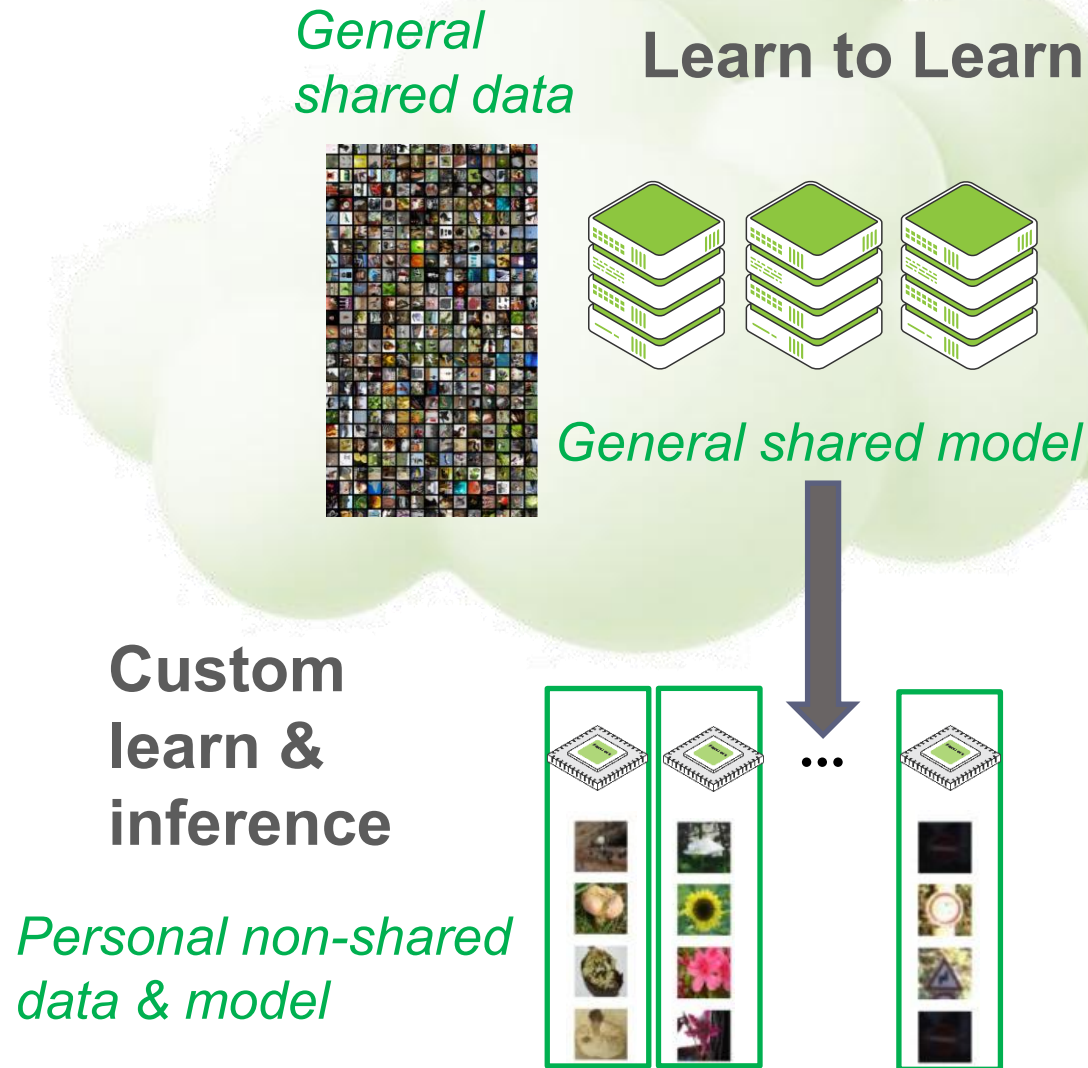 General
shared data
Learn to Learn
General shared model
Custom
learn &
inference
...
Personal non-shared
data & model